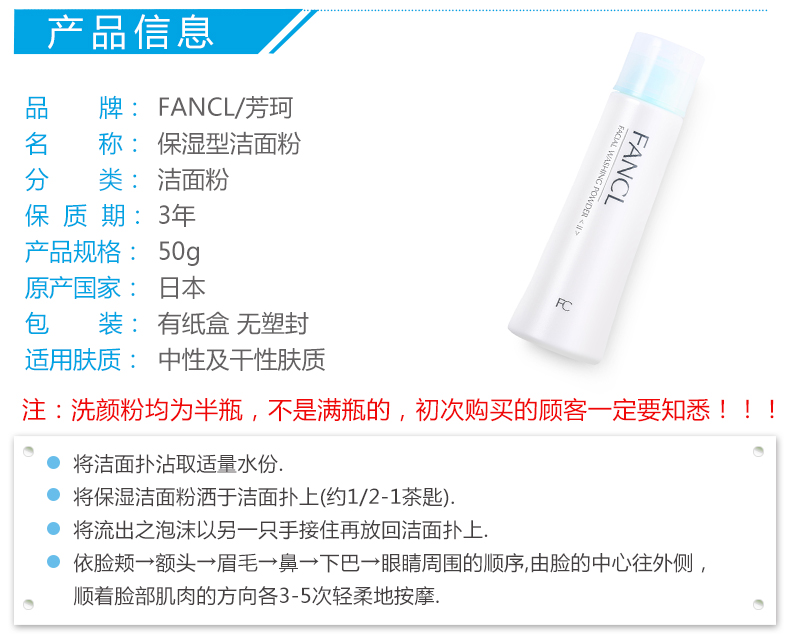 产品信息
品 牌： FANCL/芳珂
名 称： 保湿型洁面粉
分 类： 洁面粉
保 质 期： 3年
产品规格： 50g
原产国家： 日本
包 装： 有纸盒 无塑封
适用肤质： 中性及干性肤质
FANCL
FACIAL WASHING POWDER < II >
FC
注：洗颜粉均为半瓶，不是满瓶的，初次购买的顾客一定要知悉！！！
将洁面扑沾取适量水份.
将保湿洁面粉洒于洁面扑上(约1/2-1茶匙).
将流出之泡沫以另一只手接住再放回洁面扑上.
依脸颊→额头→眉毛→鼻→下巴→眼睛周围的顺序,由脸的中心往外侧，
顺着脸部肌肉的方向各3-5次轻柔地按摩.